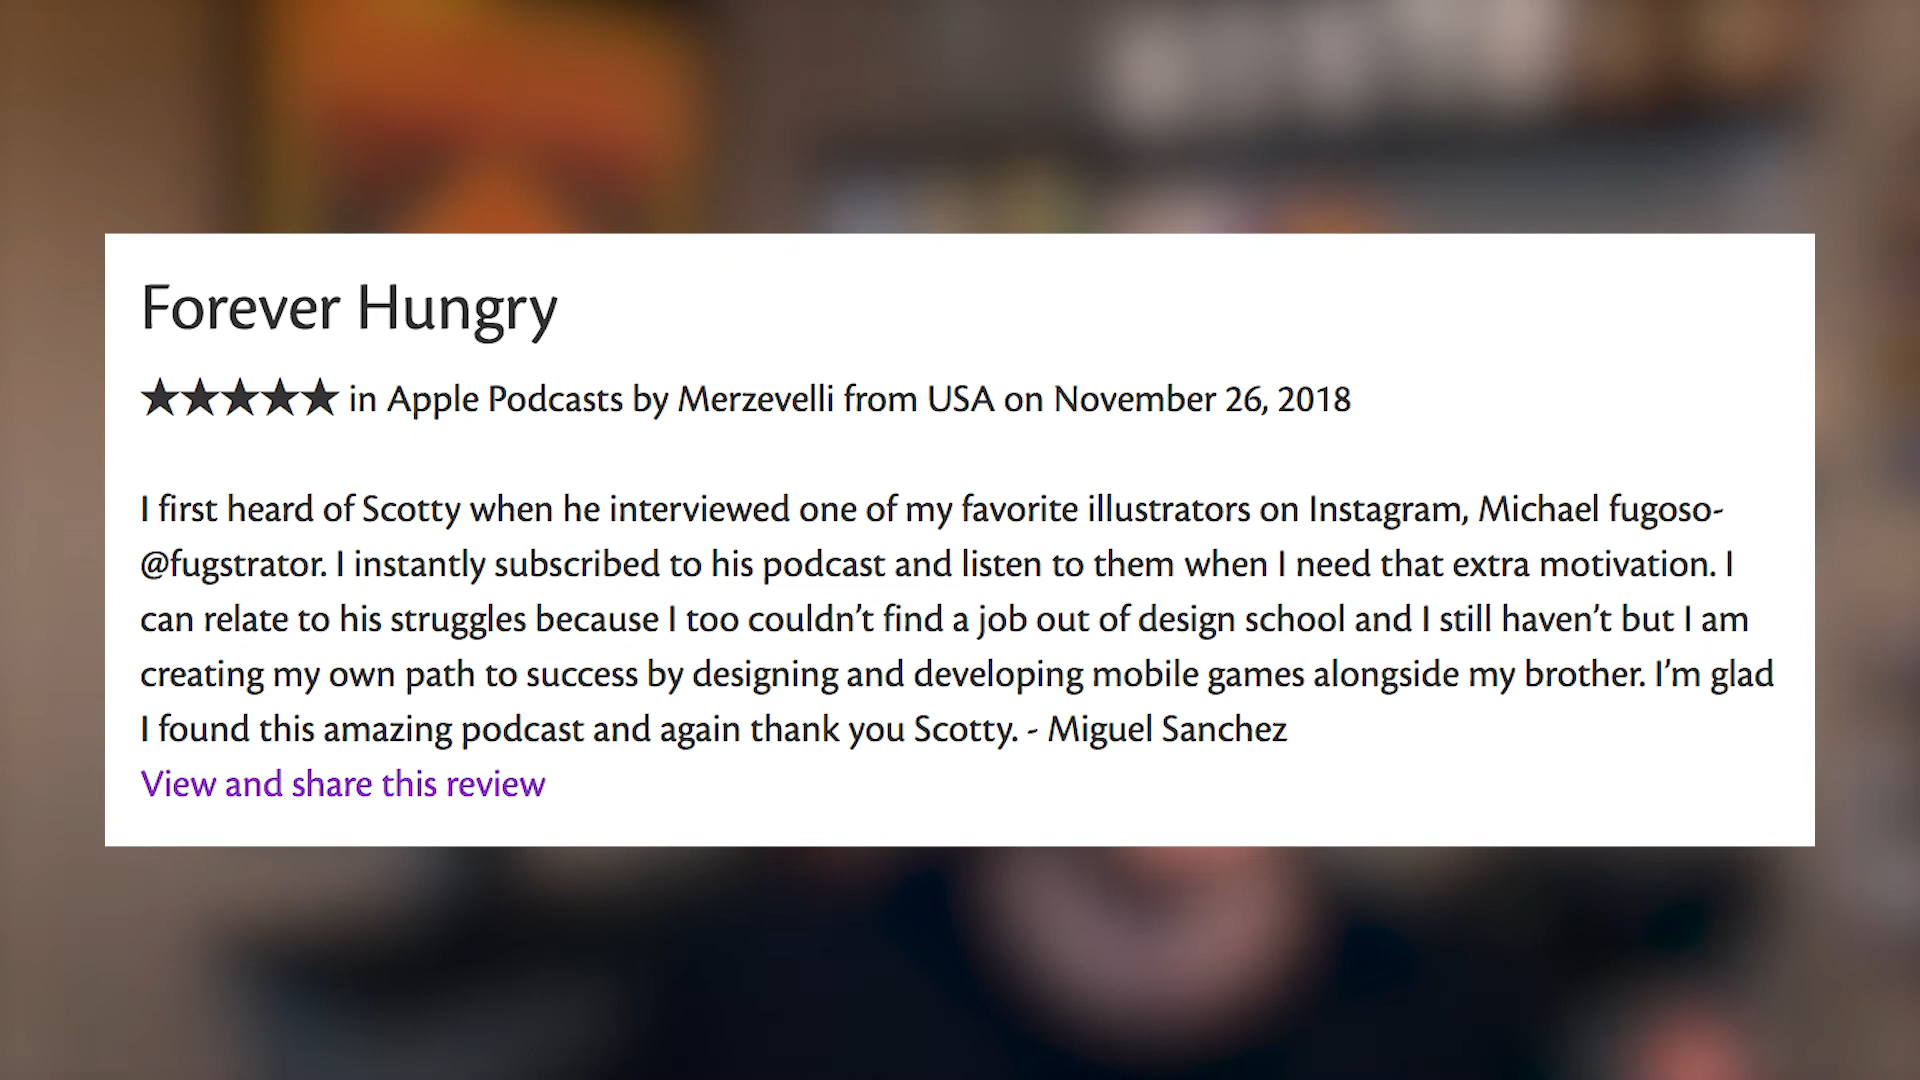 Forever Hungry
★★★★★ in Apple Podcasts by Merzevelli from USA on November 26, 2018
I first heard of Scotty when he interviewed one of my favorite illustrators on Instagram, Michael fugoso-
@fugstrator. I instantly subscribed to his podcast and listen to them when I need that extra motivation. I
can relate to his struggles because I too couldn’t find a job out of design school and I still haven’t but I am
creating my own path to success by designing and developing mobile games alongside my brother. I’m glad
I found this amazing podcast and again thank you Scotty. - Miguel Sanchez
View and share this review